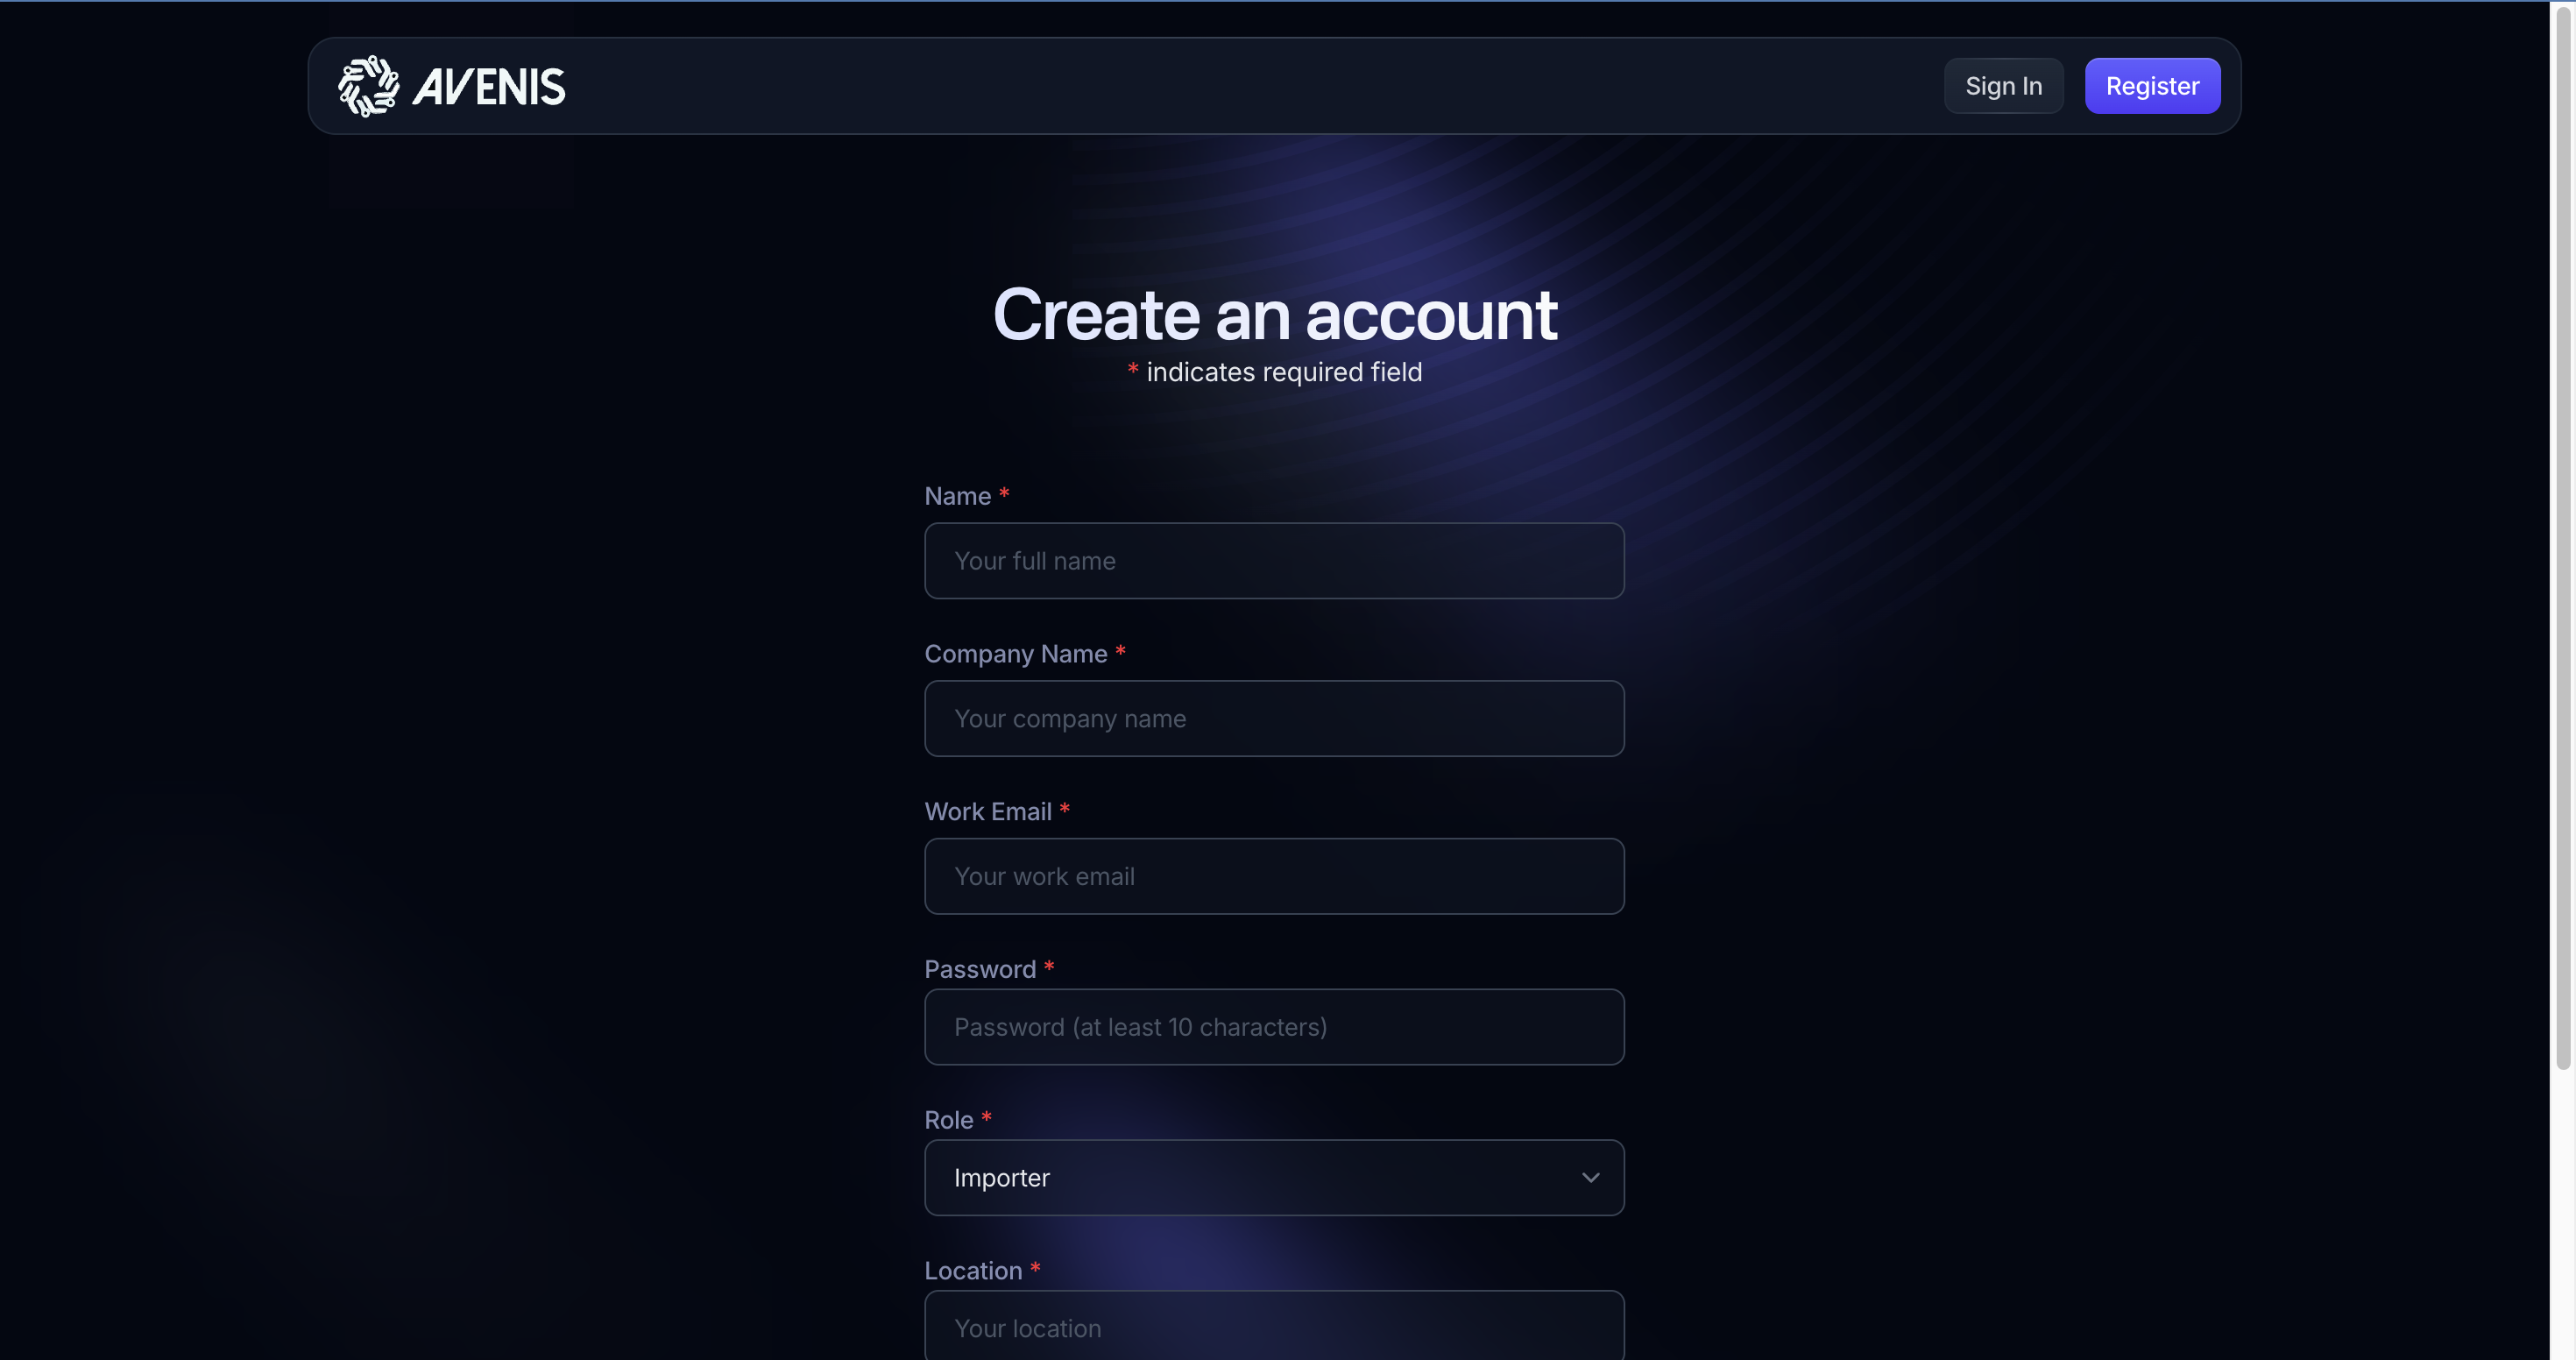 AVENIS
Sign In
Register
Create an account
* indicates required field
Name *
Your full name
Company Name *
Your company name
Work Email *
Your work email
Password *
Password (at least 10 characters)
Role *
Importer
Location *
Your location